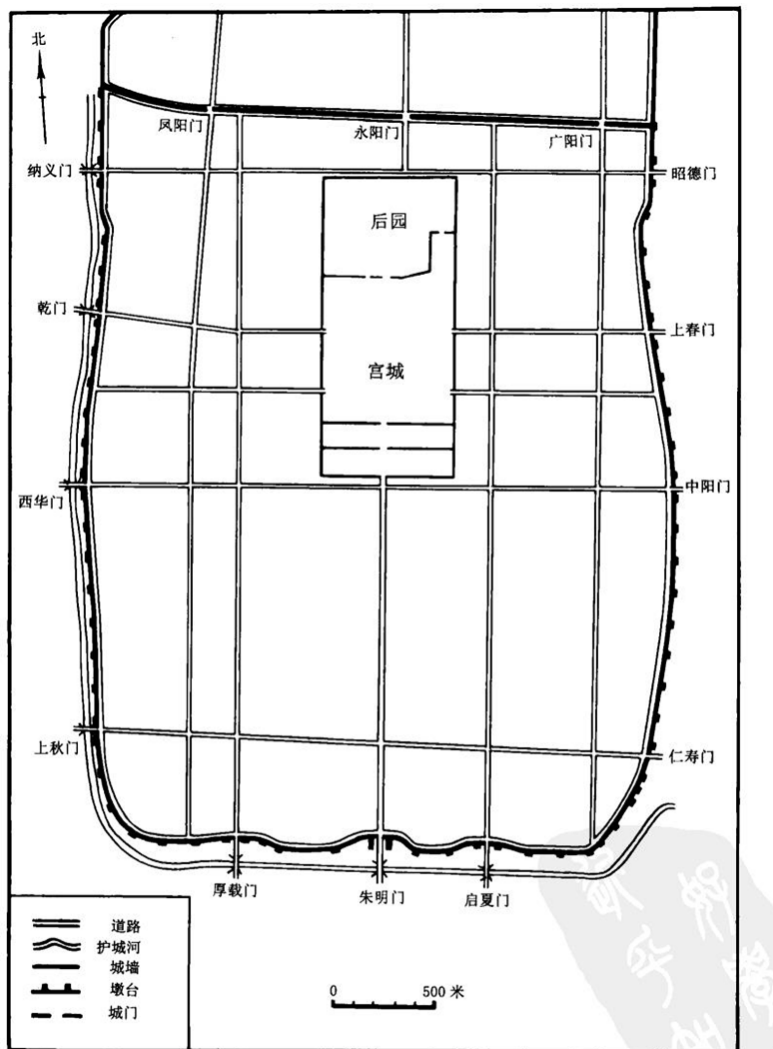 北
凤阳门
永阳门
广阳门
纳义门
昭德门
后园
乾门
上春门
宫城
西华门
中阳门
上秋门
仁寿门
厚载门
朱明门
启夏门
道路
护城河
城墙
墩台
城门
0 500 米